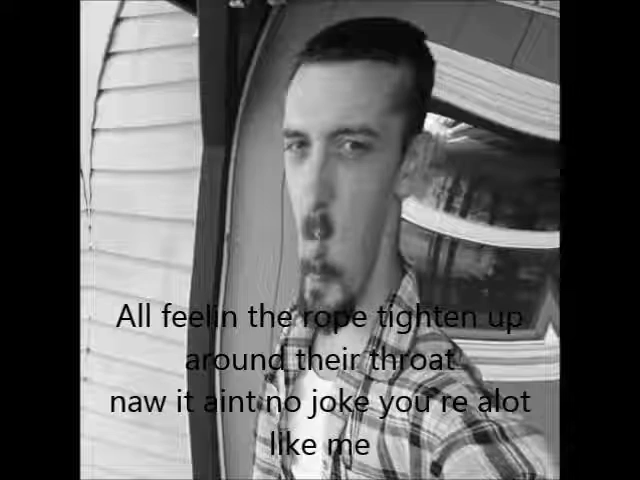 All feelin the rope tighten up
around their throat
naw it aint no joke you're alot
like me